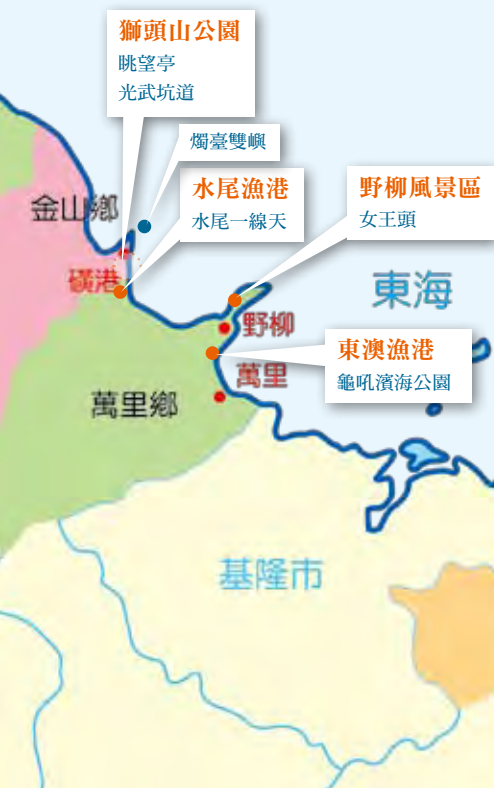 獅頭山公園
眺望亭
光武坑道
燭臺雙嶼
水尾漁港
水尾一線天
野柳風景區
女王頭
金山鄉
磺港
東海
野柳
東澳漁港
龜吼濱海公園
萬里
萬里鄉
基隆市